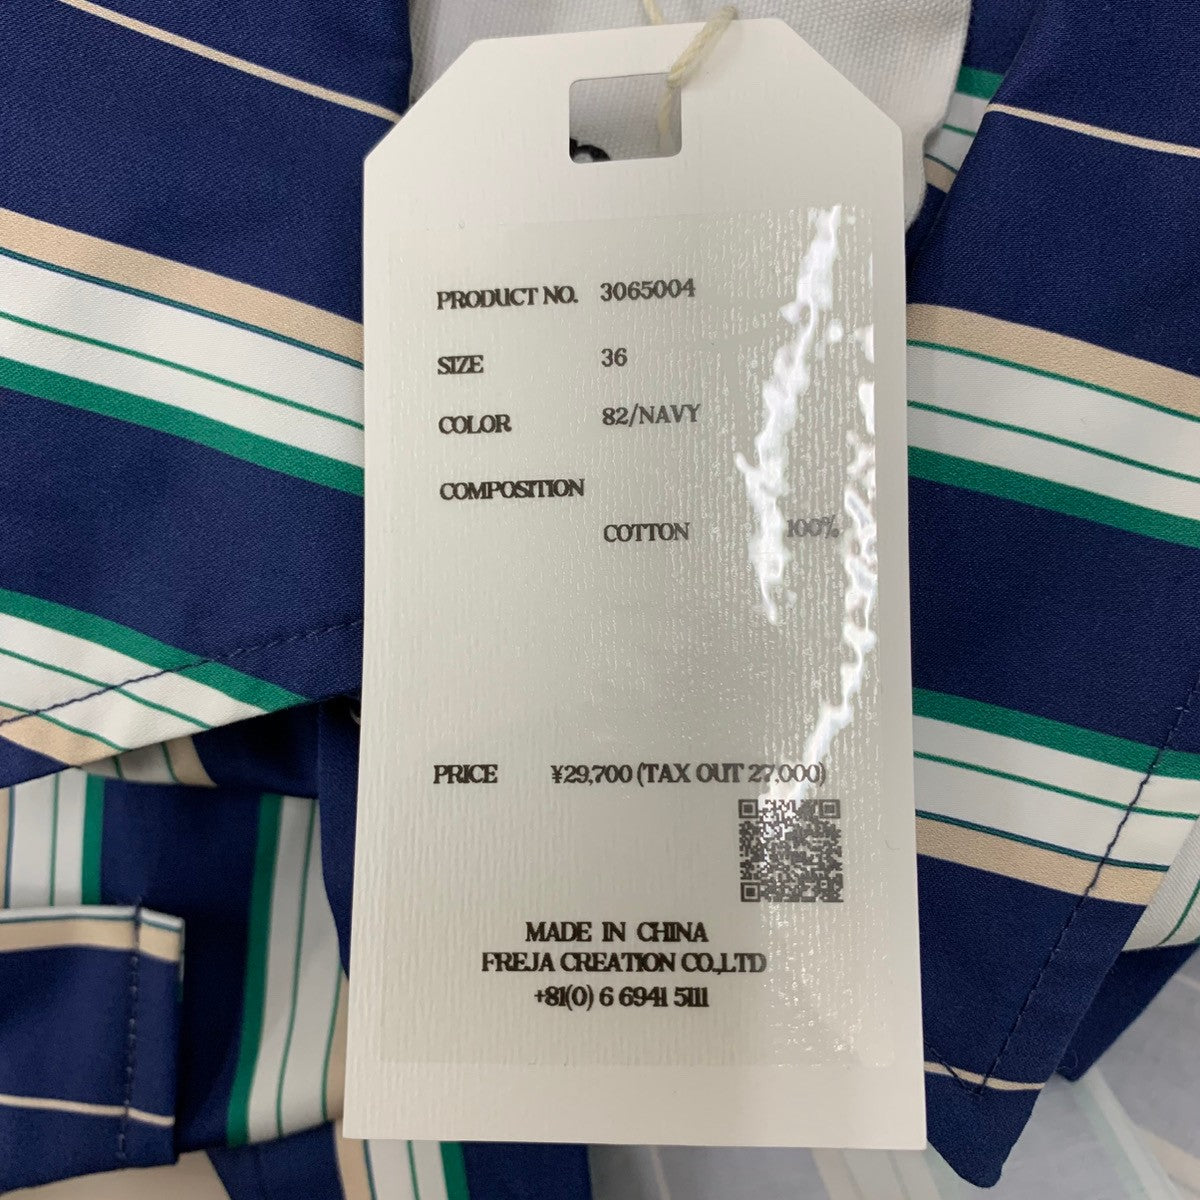 PRODUCT NO. 3065004
SIZE 36
COLOR 82/NAVY
COMPOSITION
COTTON 100%
PRICE ¥29,700 (TAX OUT 27,000)
MADE IN CHINA
FREJA CREATION CO.,LTD
+81(0) 6 6941 5111